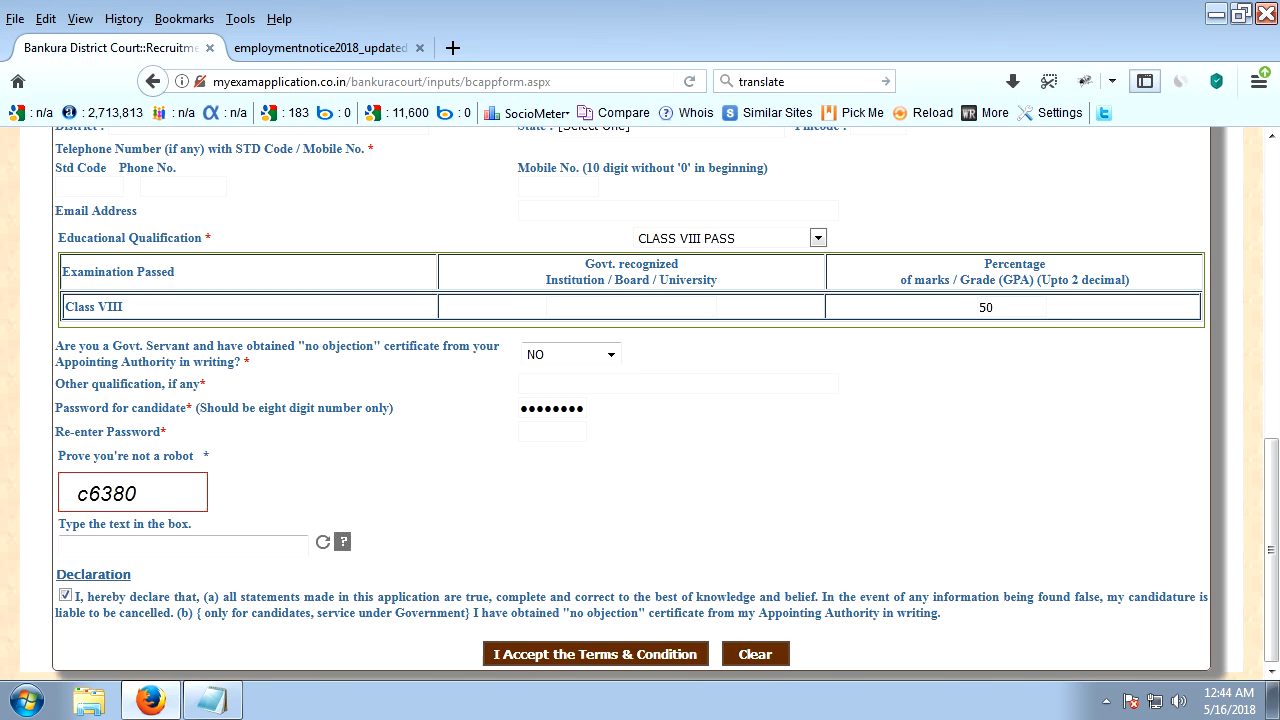 File Edit View History Bookmarks Tools Help
Bankura District Court::Recruitme
employmentnotice2018_updated
myexamapplication.co.in/bankuracourt/inputs/bcappform.aspx
translate
: n/a : 2,713,813 : n/a : n/a : 183 : 0 : 11,600 : 0 SocioMeter Compare Whois Similar Sites Pick Me Reload More Settings
District : State : [Select One] Pincode :
Telephone Number (if any) with STD Code / Mobile No. *
Std Code Phone No. Mobile No. (10 digit without '0' in beginning)
Email Address
Educational Qualification * CLASS VIII PASS
Examination Passed
Govt. recognized
Institution / Board / University
Percentage
of marks / Grade (GPA) (Upto 2 decimal)
Class VIII 50
Are you a Govt. Servant and have obtained "no objection" certificate from your
Appointing Authority in writing? *
NO
Other qualification, if any*
Password for candidate* (Should be eight digit number only) ●●●●●●●●
Re-enter Password*
Prove you're not a robot *
c6380
Type the text in the box.
?
Declaration
I, hereby declare that, (a) all statements made in this application are true, complete and correct to the best of knowledge and belief. In the event of any information being found false, my candidature is
liable to be cancelled. (b) { only for candidates, service under Government} I have obtained "no objection" certificate from my Appointing Authority in writing.
I Accept the Terms & Condition Clear
12:44 AM
5/16/2018